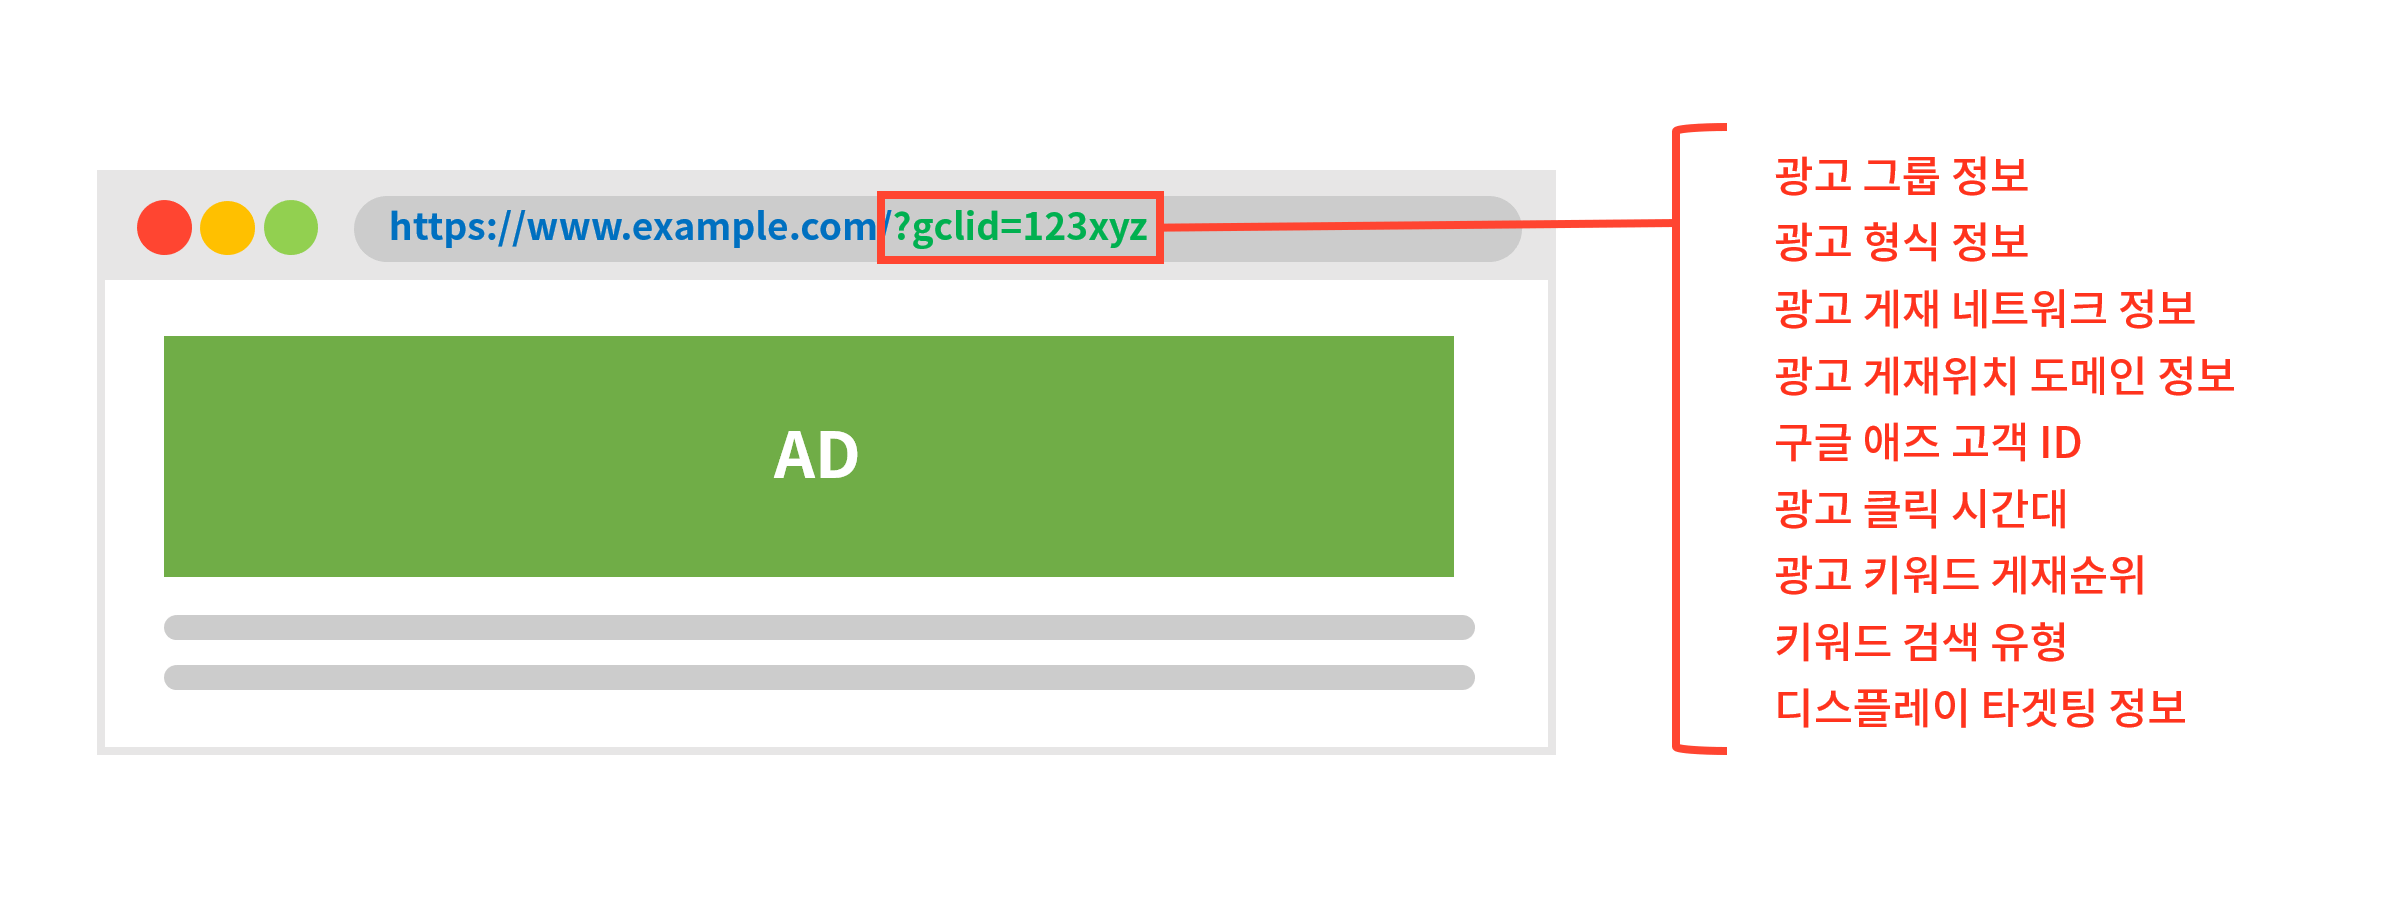 https://www.example.com/?gclid=123xyz
AD
광고 그룹 정보
광고 형식 정보
광고 게재 네트워크 정보
광고 게재위치 도메인 정보
구글 애즈 고객 ID
광고 클릭 시간대
광고 키워드 게재순위
키워드 검색 유형
디스플레이 타겟팅 정보